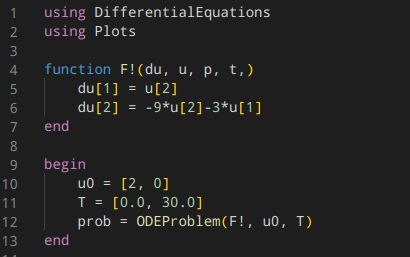 1 using DifferentialEquations
2 using Plots
3
4 function F!(du, u, p, t,)
5     du[1] = u[2]
6     du[2] = -9*u[2]-3*u[1]
7 end
8
9 begin
10     u0 = [2, 0]
11     T = [0.0, 30.0]
12     prob = ODEProblem(F!, u0, T)
13 end